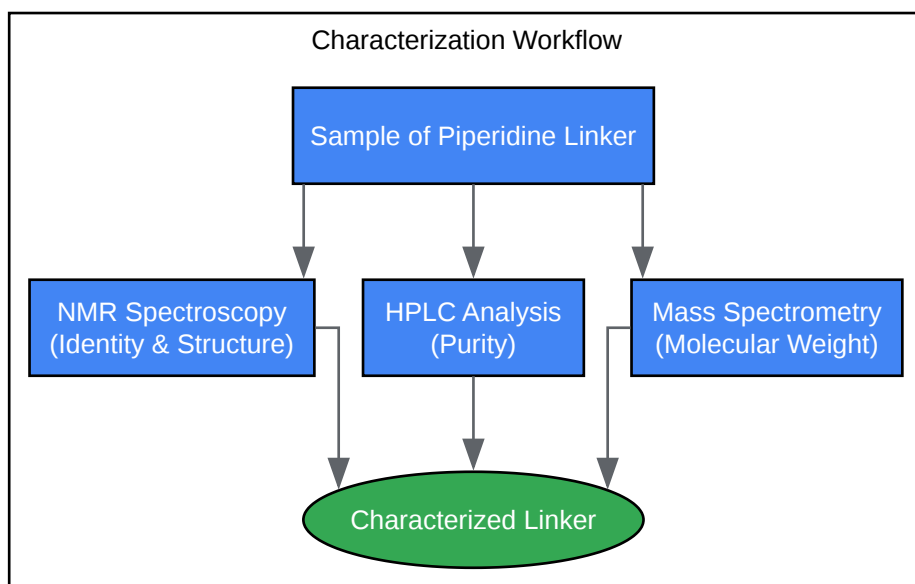 Characterization Workflow
Sample of Piperidine Linker
NMR Spectroscopy
(Identity & Structure)
HPLC Analysis
(Purity)
Mass Spectrometry
(Molecular Weight)
Characterized Linker